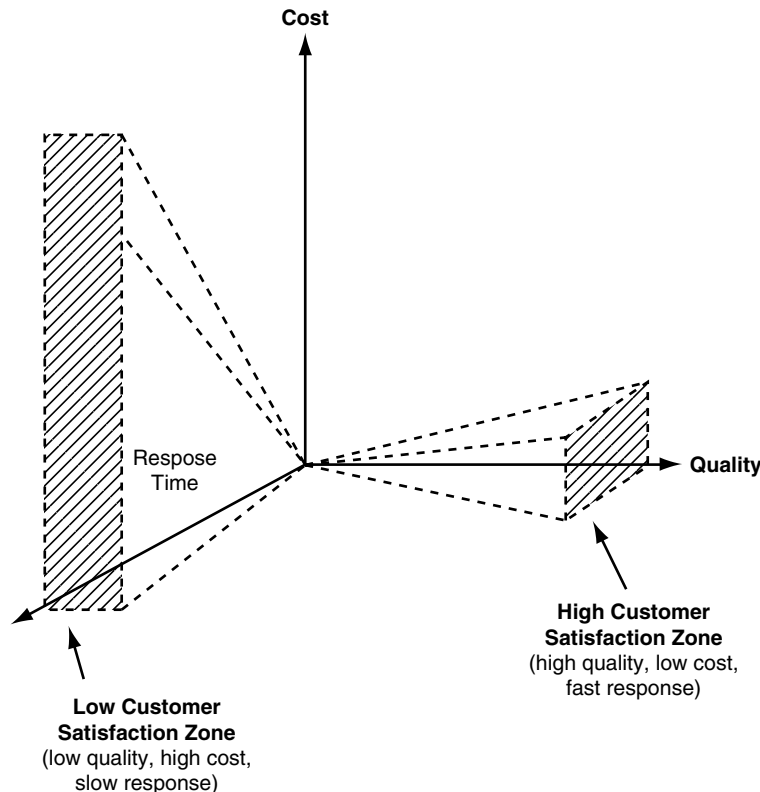 Cost
Respose
Time
Quality
High Customer
Satisfaction Zone
(high quality, low cost,
fast response)
Low Customer
Satisfaction Zone
(low quality, high cost,
slow response)